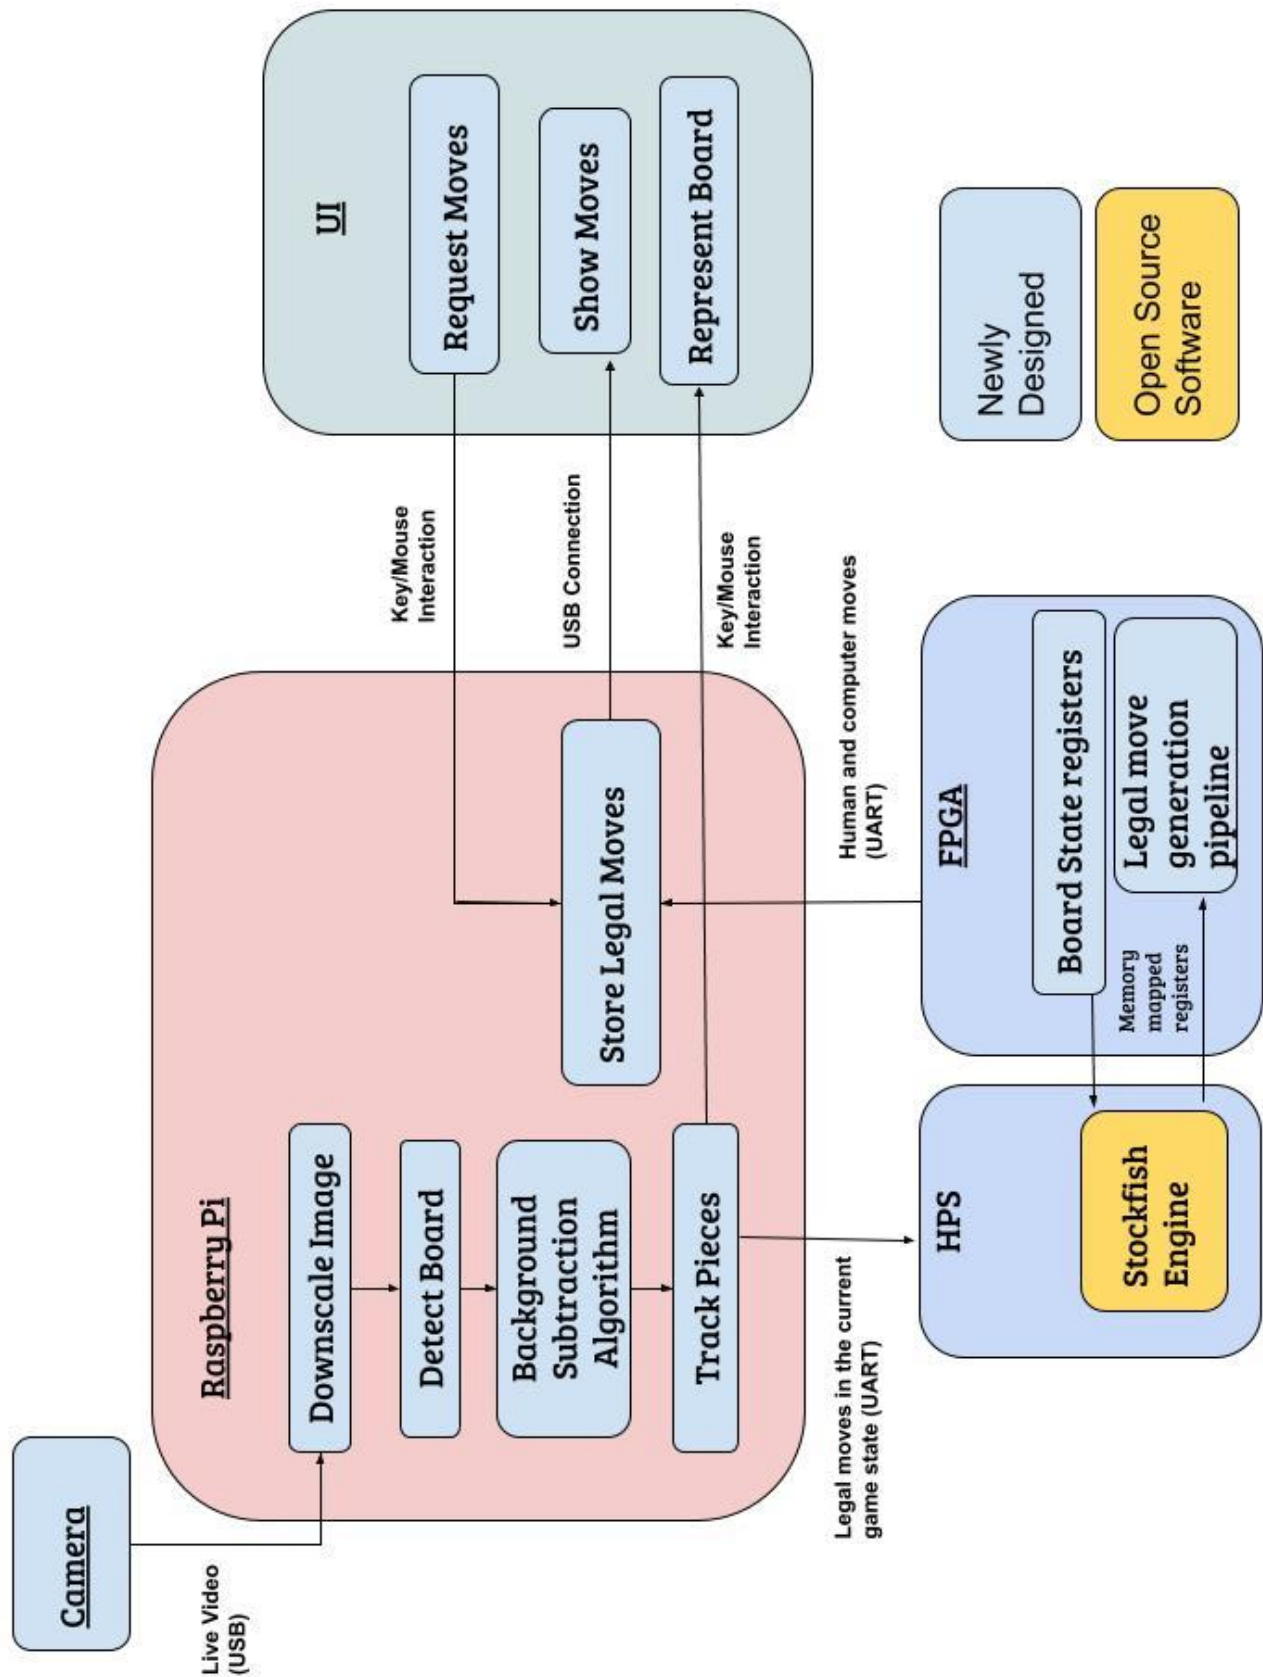 Camera
Live Video
(USB)
Raspberry Pi
Downscale Image
Detect Board
Background
Subtraction
Algorithm
Track Pieces
Store Legal Moves
Key/Mouse
Interaction
USB Connection
Key/Mouse
Interaction
UI
Request Moves
Show Moves
Represent Board
Legal moves in the current
game state (UART)
Human and computer moves
(UART)
HPS
Stockfish
Engine
FPGA
Board State registers
Memory
mapped
registers
Legal move
generation
pipeline
Newly
Designed
Open Source
Software